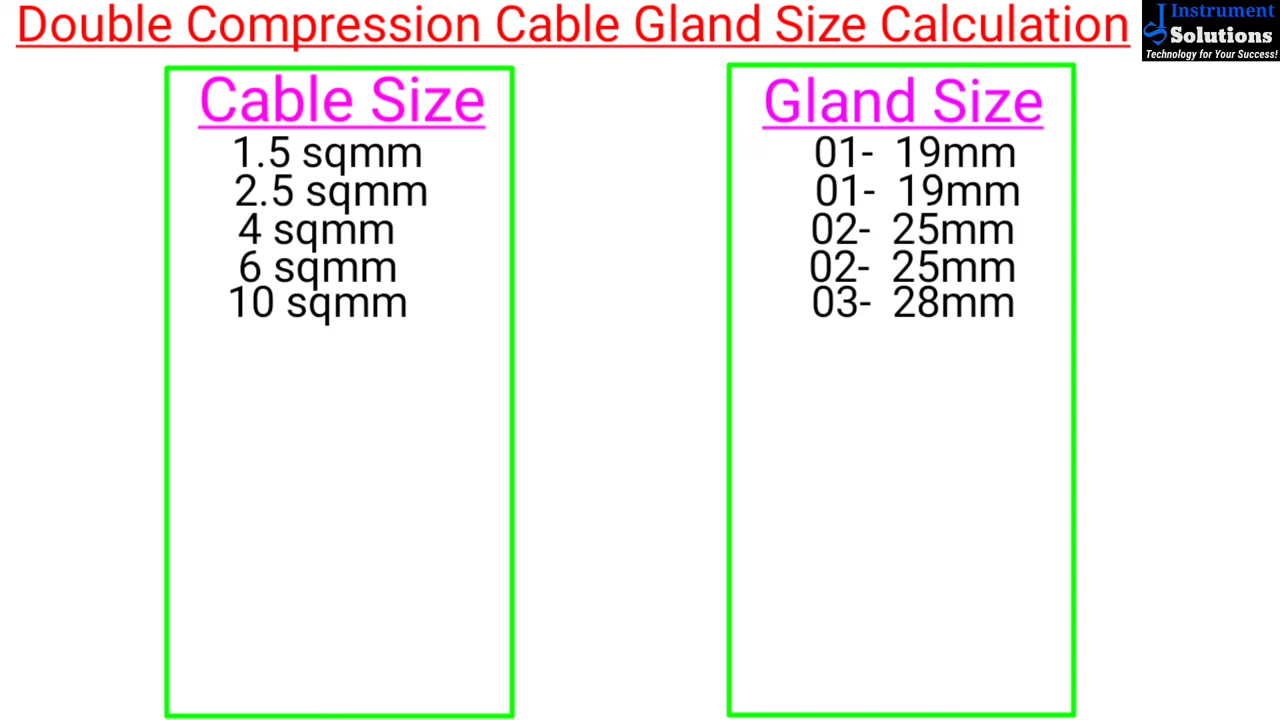 Double Compression Cable Gland Size Calculation
Instrument
Solutions
Technology for Your Success!
Cable Size
1.5 sqmm
2.5 sqmm
4 sqmm
6 sqmm
10 sqmm
Gland Size
01- 19mm
01- 19mm
02- 25mm
02- 25mm
03- 28mm